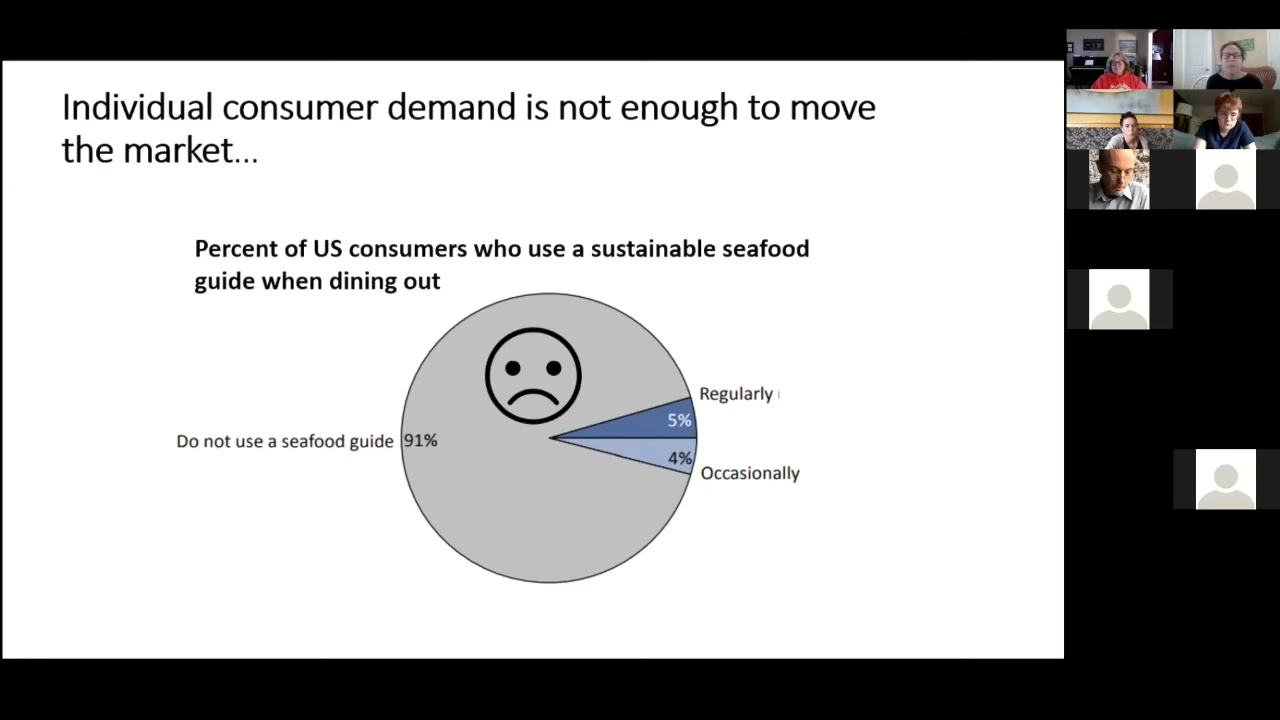 Individual consumer demand is not enough to move
the market...
Percent of US consumers who use a sustainable seafood
guide when dining out
Regularly
5%
Do not use a seafood guide 91%
4%
Occasionally